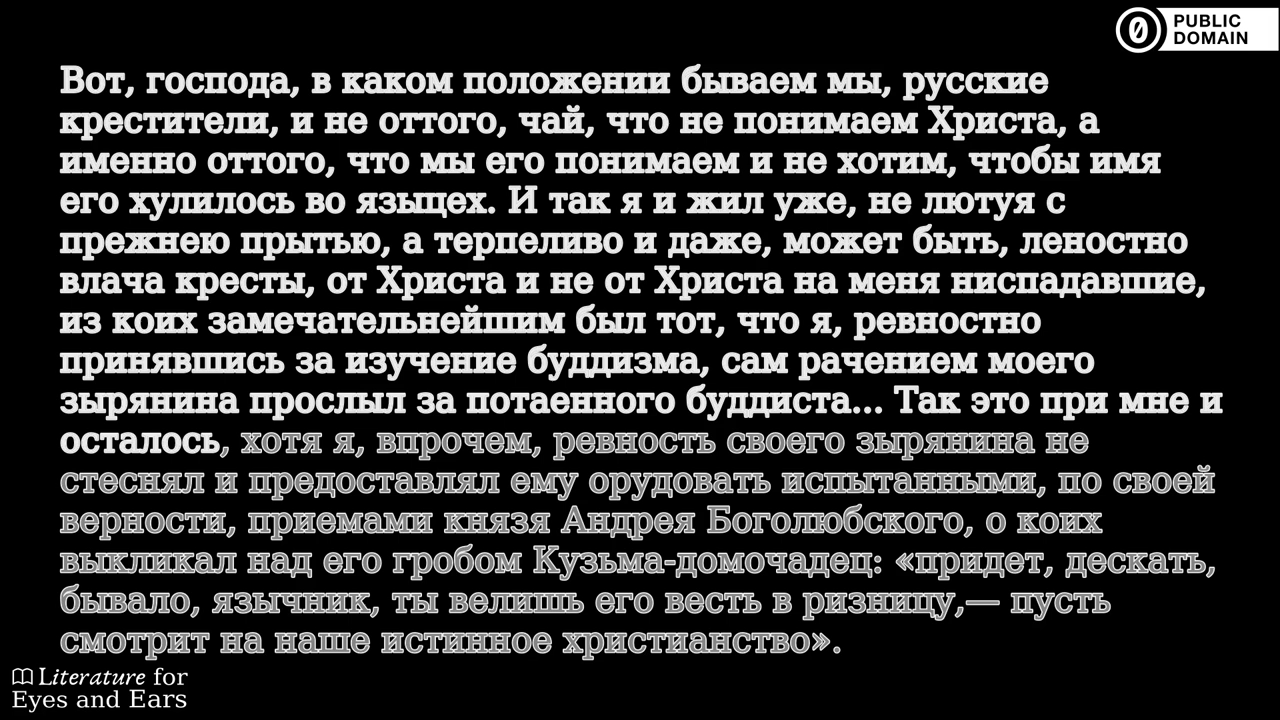 PUBLIC
DOMAIN
Вот, господа, в каком положении бываем мы, русские
крестители, и не оттого, чай, что не понимаем Христа, а
именно оттого, что мы его понимаем и не хотим, чтобы имя
его хулилось во языцех. И так я и жил уже, не лютуя с
прежнею прытью, а терпеливо и даже, может быть, леностно
влача кресты, от Христа и не от Христа на меня ниспадавшие,
из коих замечательнейшим был тот, что я, ревностно
принявшись за изучение буддизма, сам рачением моего
зырянина прослыл за потаенного буддиста... Так это при мне и
осталось, хотя я, впрочем, ревность своего зырянина не
стеснял и предоставлял ему орудовать испытанными, по своей
верности, приемами князя Андрея Боголюбского, о коих
выкликал над его гробом Кузьма-домочадец: «придет, дескать,
бывало, язычник, ты велишь его весть в ризницу,— пусть
смотрит на наше истинное христианство».
Literature for
Eyes and Ears